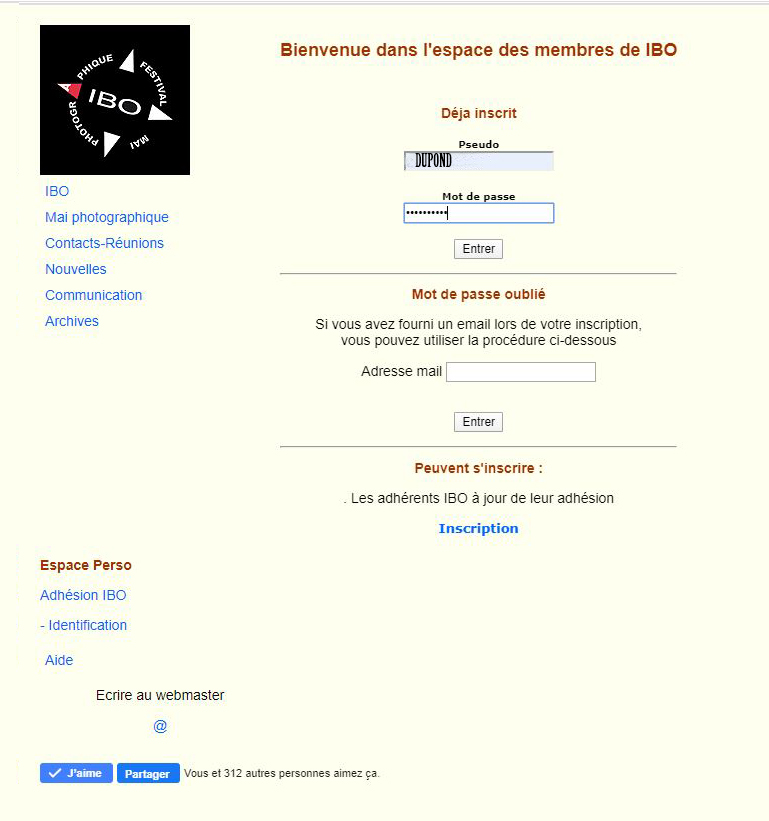 PHOTOGRAPHIQUE
FESTIVAL
MAI
IBO
IBO
Mai photographique
Contacts-Réunions
Nouvelles
Communication
Archives
Bienvenue dans l'espace des membres de IBO
Déja inscrit
Pseudo
DUPOND
Mot de passe
••••••••••
Entrer
Mot de passe oublié
Si vous avez fourni un email lors de votre inscription,
vous pouvez utiliser la procédure ci-dessous
Adresse mail
Entrer
Peuvent s'inscrire :
. Les adhérents IBO à jour de leur adhésion
Inscription
Espace Perso
Adhésion IBO
- Identification
Aide
Ecrire au webmaster
@
J'aime Partager Vous et 312 autres personnes aimez ça.